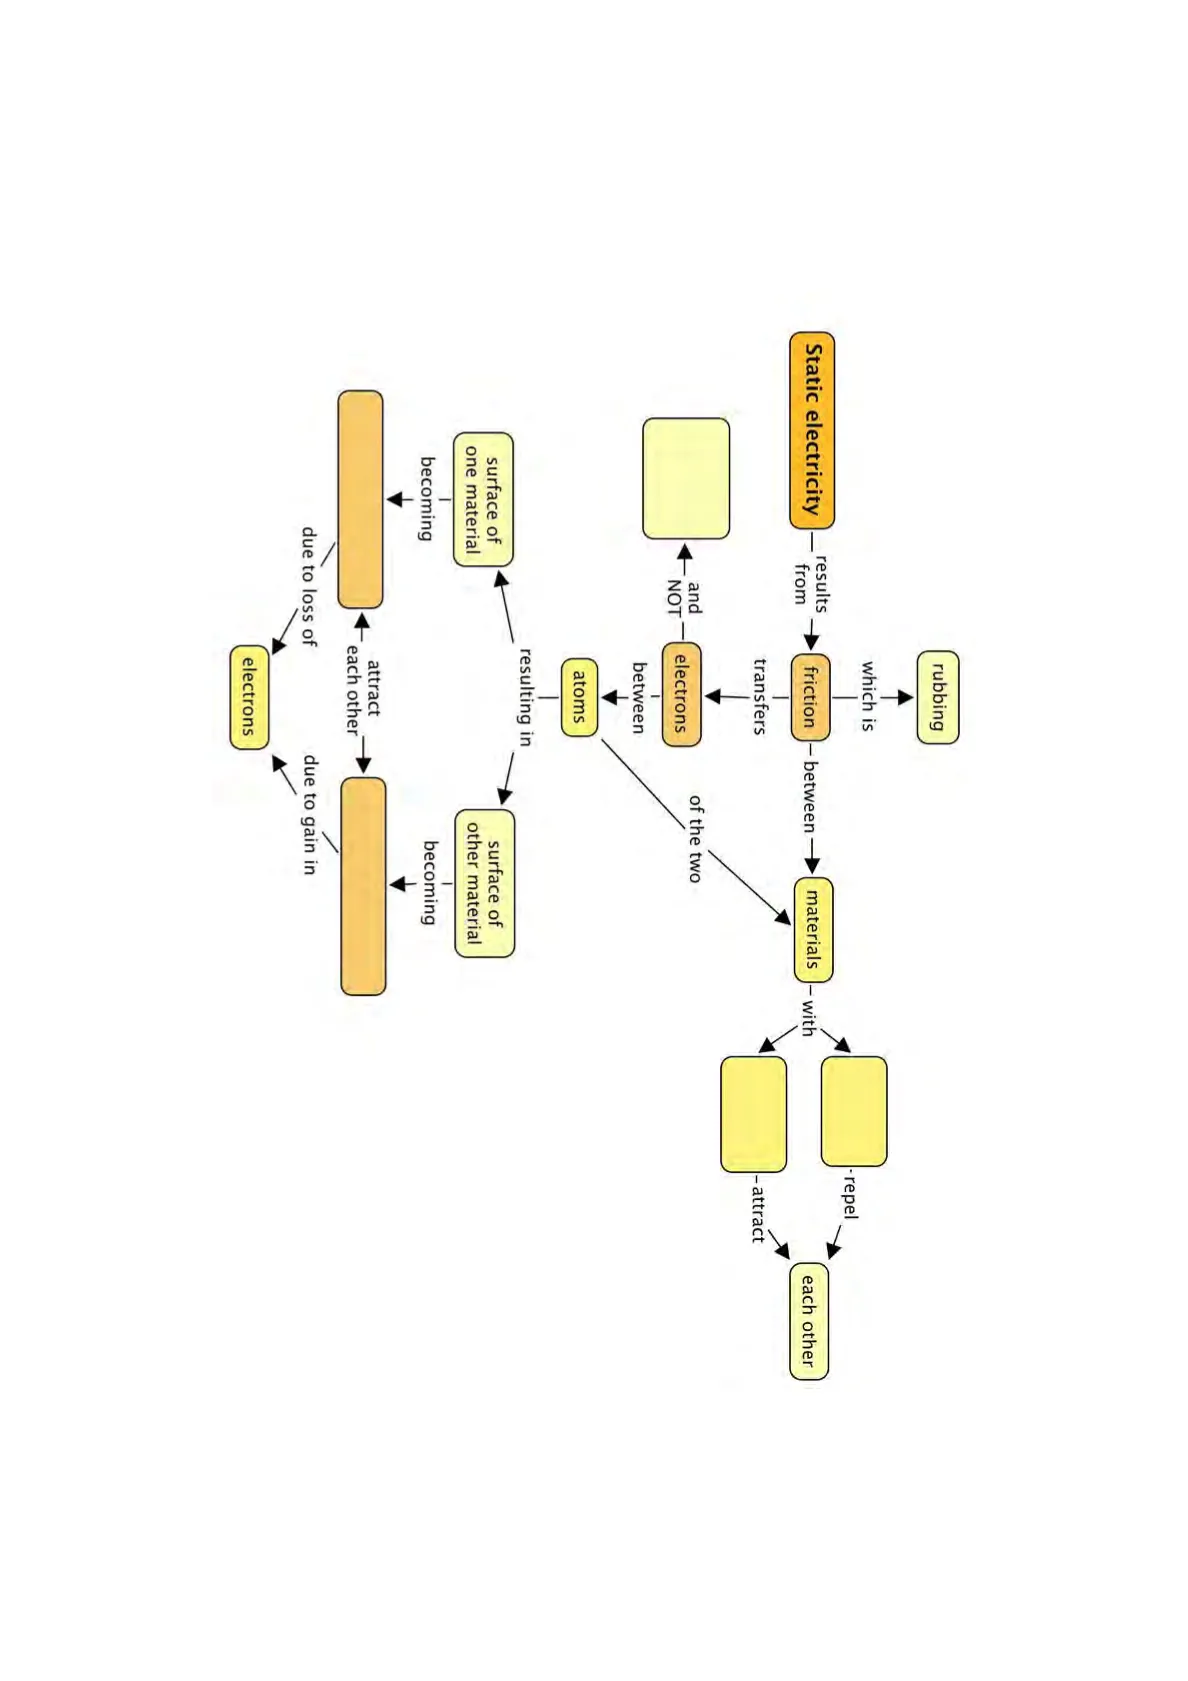 rubbing
which is
Static electricity
results
from
friction
between
materials
with
repel
attract
each other
transfers
and
NOT
electrons
of the two
between
atoms
resulting in
surface of
one material
surface of
other material
becoming
becoming
attract
each other
due to loss of
due to gain in
electrons